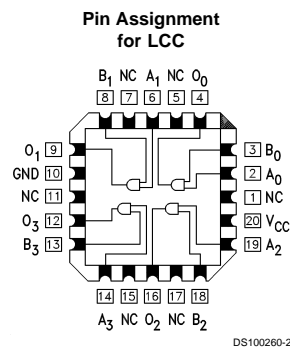 Pin Assignment
for LCC
B1 NC A1 NC O0
8 7 6 5 4
O1 9
GND 10
NC 11
O3 12
B3 13
3 B0
2 A0
1 NC
20 VCC
19 A2
14 15 16 17 18
A3 NC O2 NC B2
DS100260-2